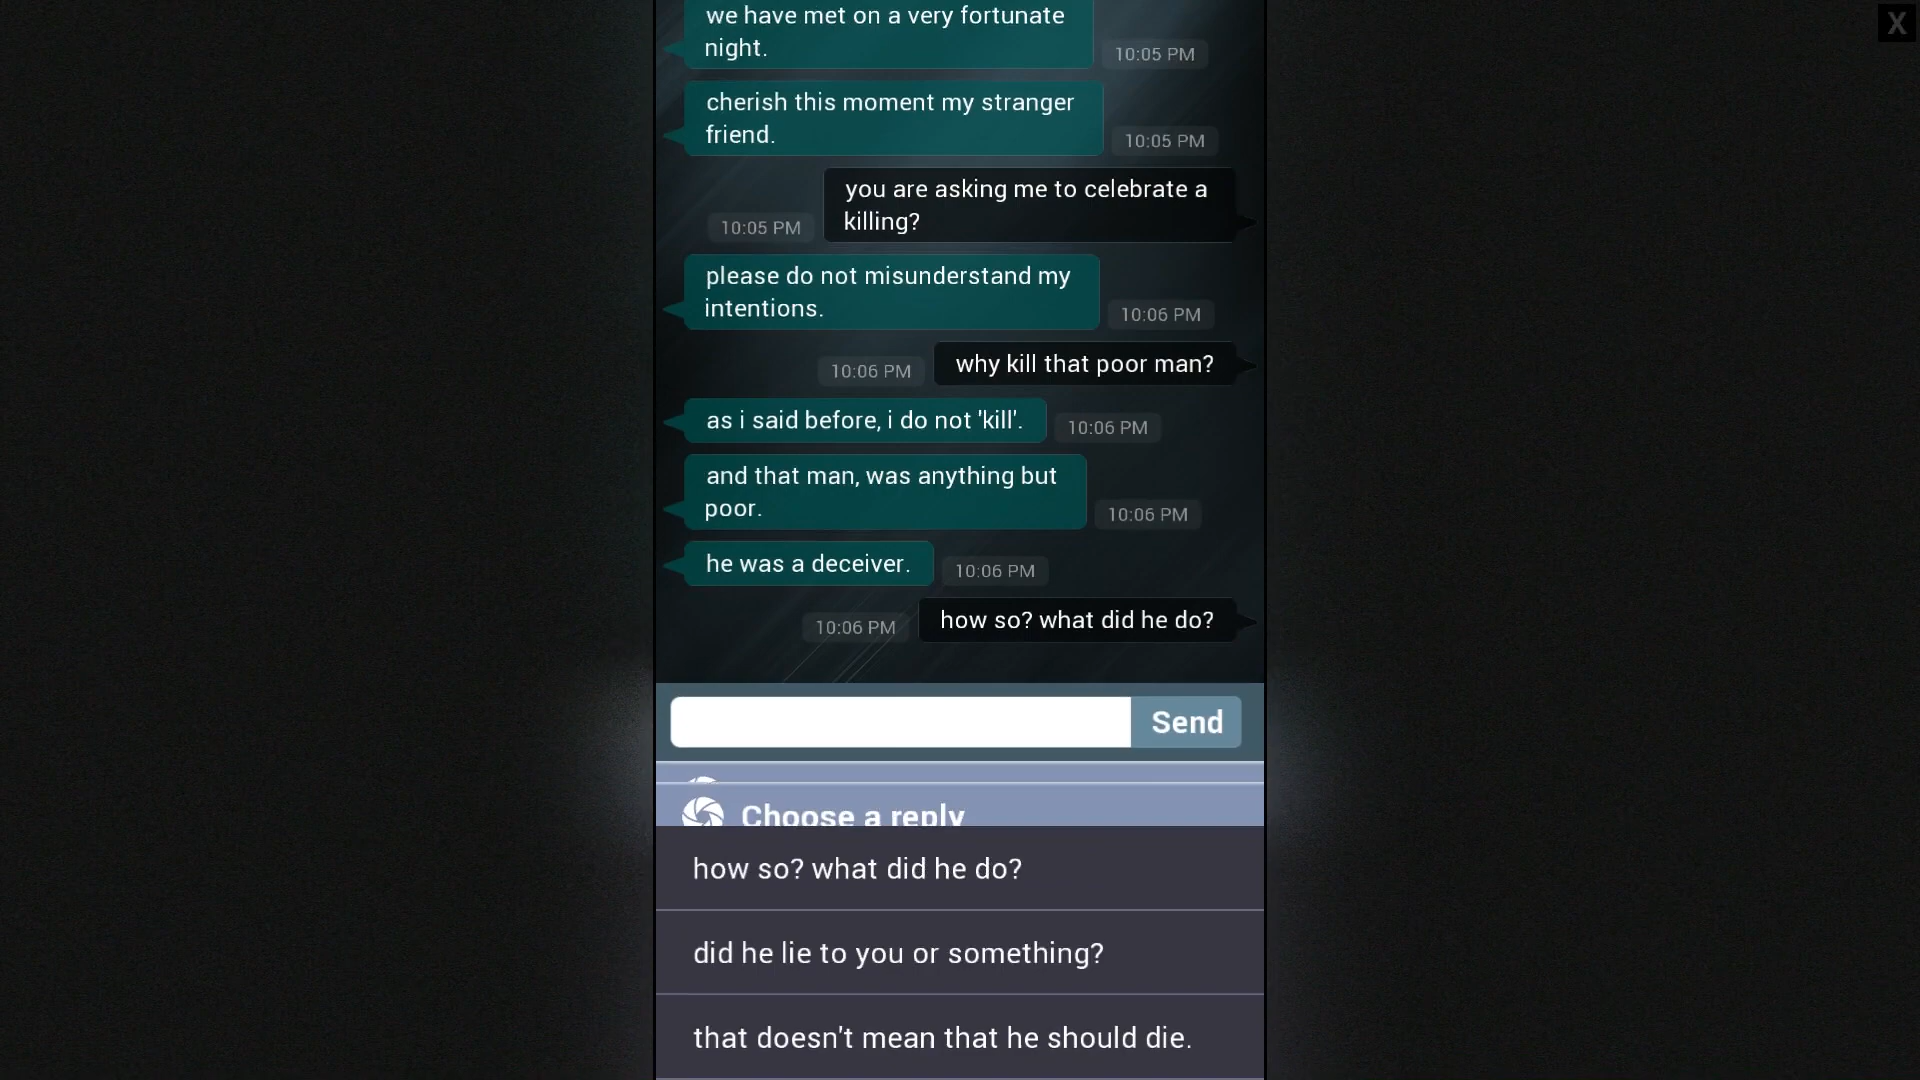 X
we have met on a very fortunate
night.
10:05 PM
cherish this moment my stranger
friend.
10:05 PM
you are asking me to celebrate a
killing?
10:05 PM
please do not misunderstand my
intentions.
10:06 PM
why kill that poor man?
10:06 PM
as i said before, i do not 'kill'.
10:06 PM
and that man, was anything but
poor.
10:06 PM
he was a deceiver.
10:06 PM
how so? what did he do?
10:06 PM
Send
Choose a reply
how so? what did he do?
did he lie to you or something?
that doesn't mean that he should die.